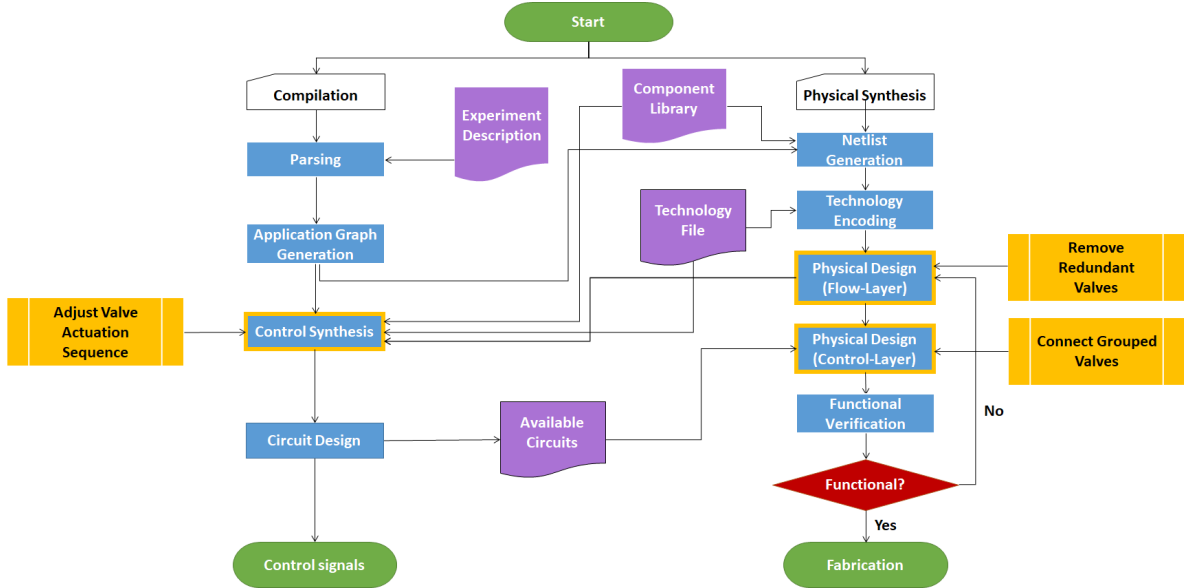 Start
Compilation
Component
Library
Physical Synthesis
Experiment
Description
Netlist
Generation
Parsing
Technology
File
Technology
Encoding
Application Graph
Generation
Physical Design
(Flow-Layer)
Remove
Redundant
Valves
Adjust Valve
Actuation
Sequence
Control Synthesis
Physical Design
(Control-Layer)
Connect Grouped
Valves
Functional
Verification
No
Circuit Design
Available
Circuits
Functional?
Yes
Control signals
Fabrication